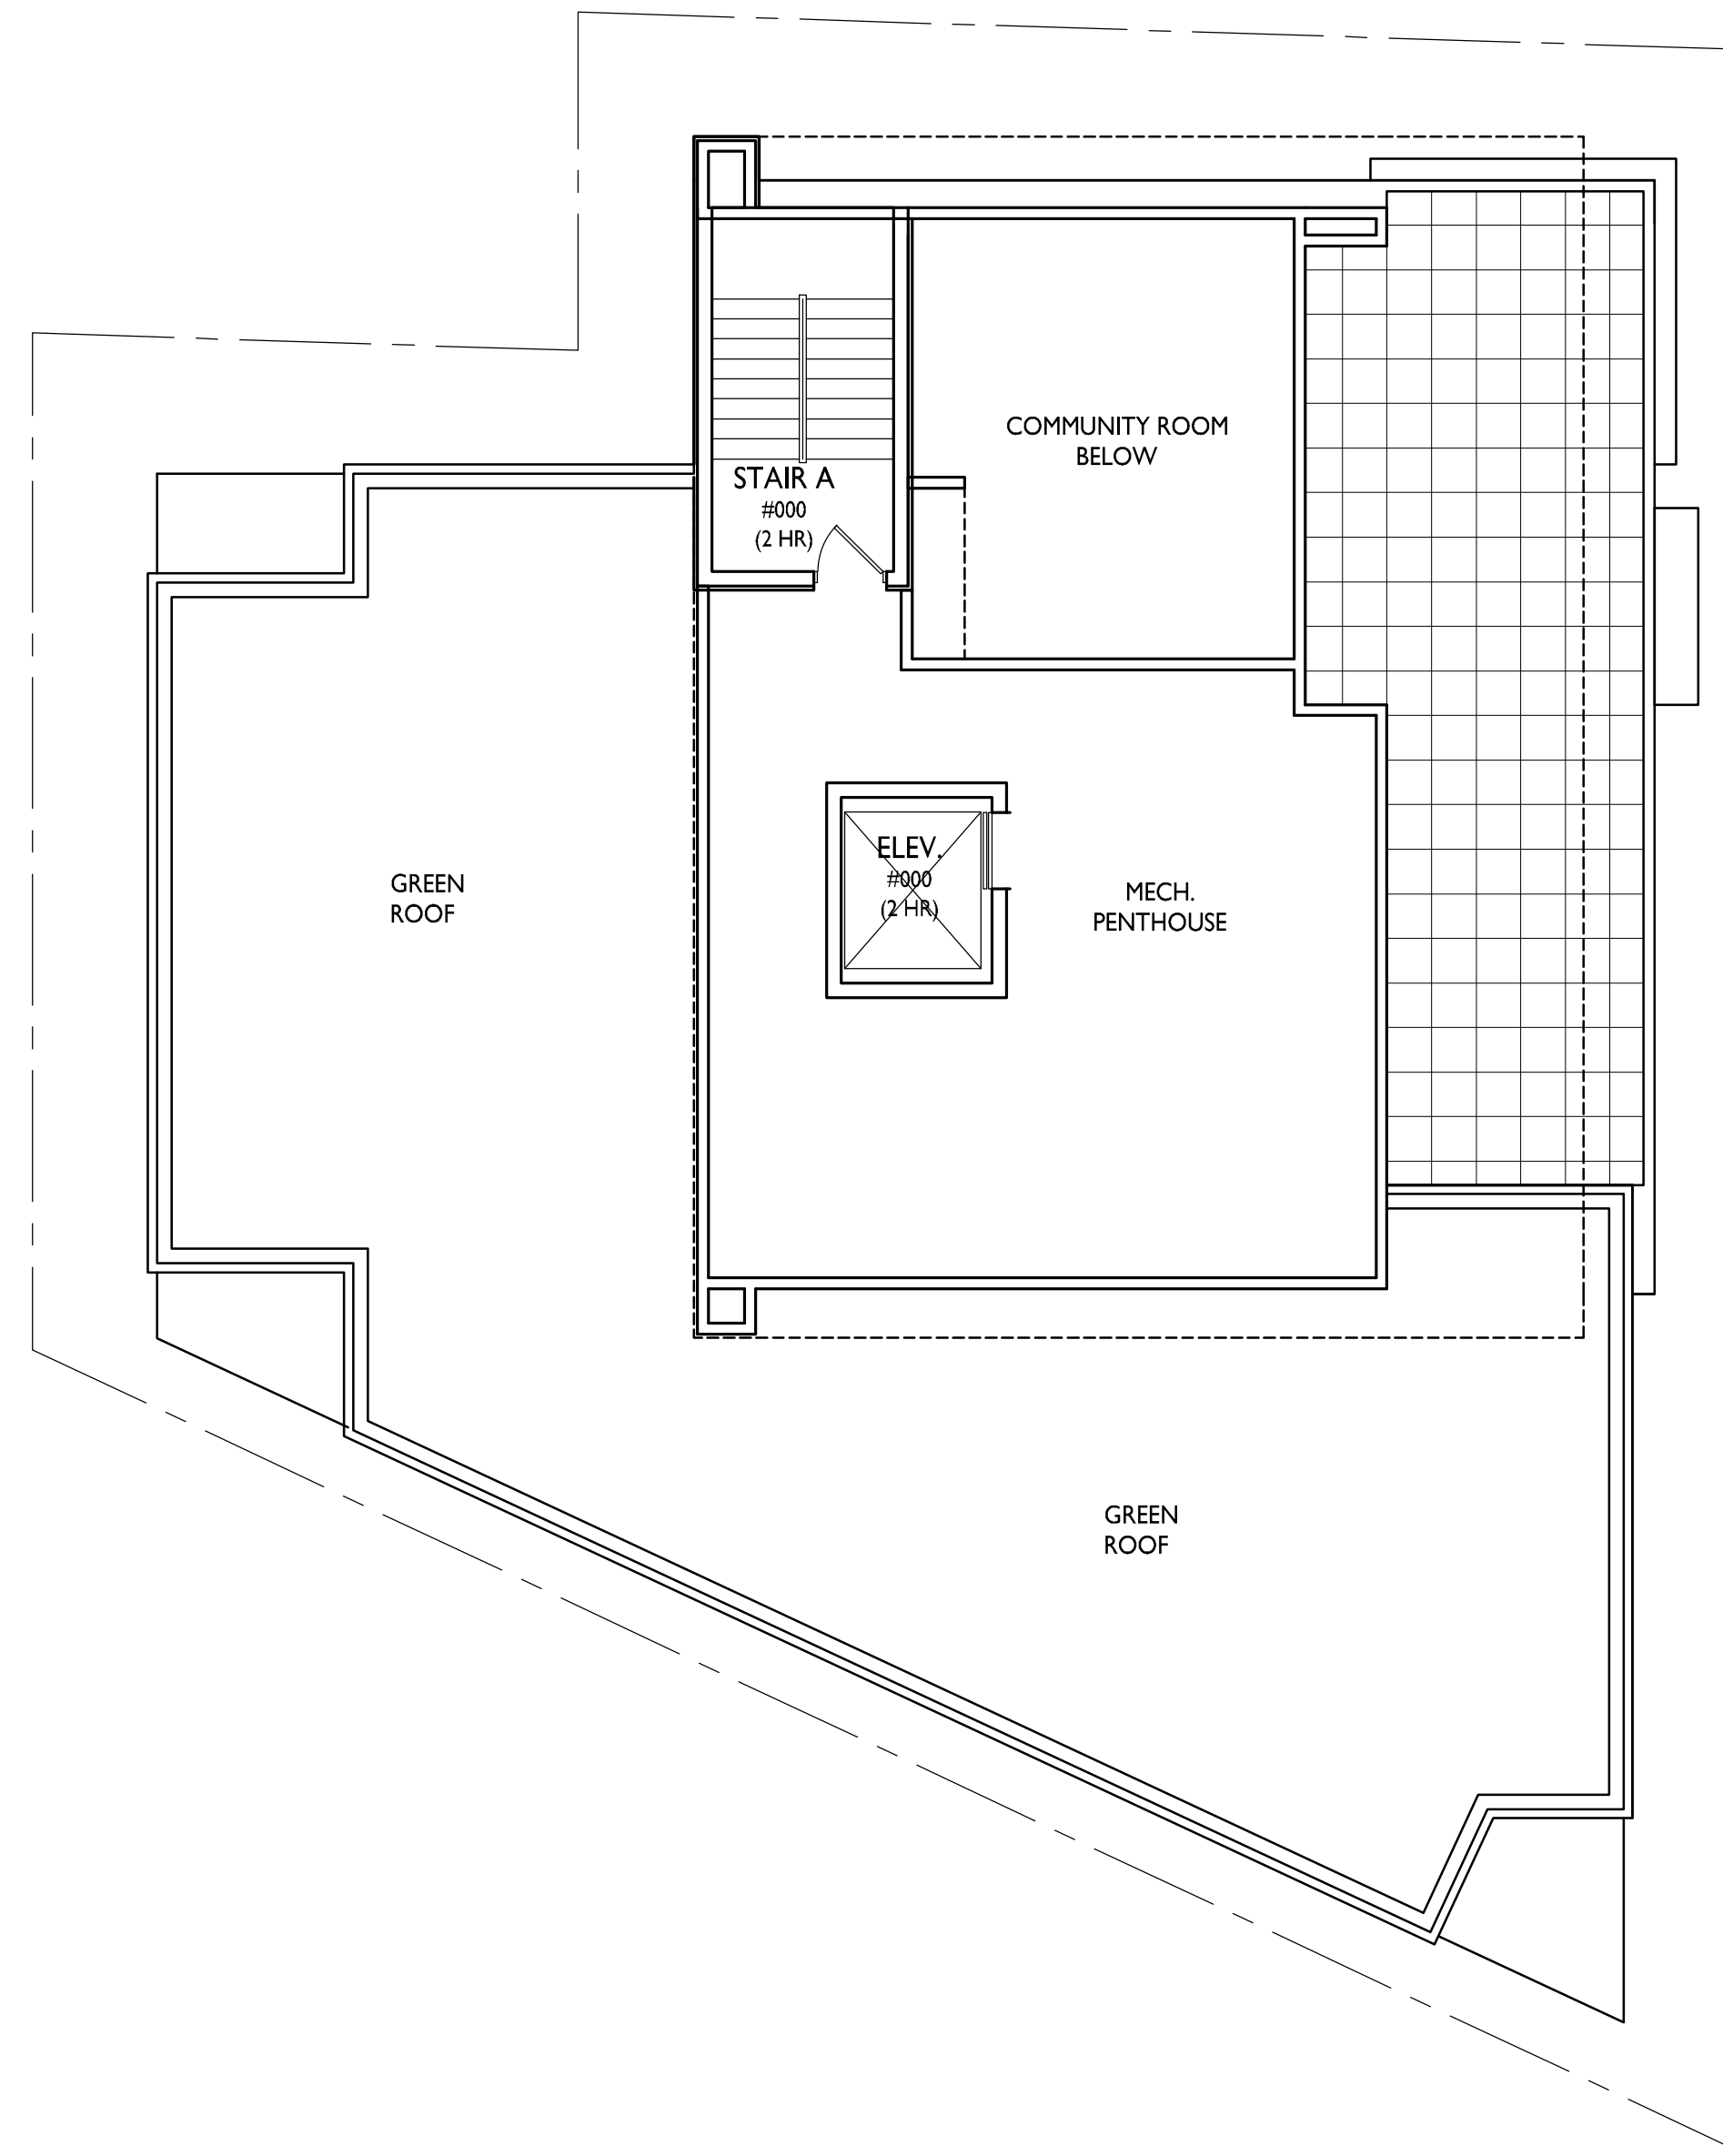 COMMUNITY ROOM
BELOW
STAIR A
#000
(2 HR)
ELEV.
#000
(2 HR)
GREEN
ROOF
MECH.
PENTHOUSE
GREEN
ROOF